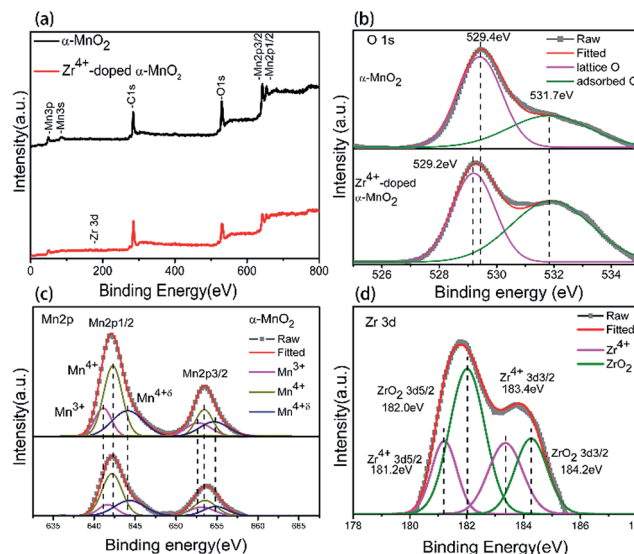 (a)
α-MnO2
Zr4+-doped α-MnO2
-Mn3p
-Mn3s
-C1s
-O1s
-Mn2p3/2
-Mn2p1/2
-Zr 3d
Intensity(a.u.)
0 200 400 600 800
Binding Energy(eV)
(b)
O 1s
α-MnO2
529.4eV
Raw
Fitted
lattice O
adsorbed O
531.7eV
529.2eV
Zr4+-doped
α-MnO2
Intensity(a.u.)
525 528 530 532 534
Binding Energy(eV)
(c)
Mn2p
Mn2p1/2
α-MnO2
Mn4+
Mn3+
Mn4+δ
Mn2p3/2
Raw
Fitted
Mn3+
Mn4+
Mn4+δ
Intensity(a.u.)
635 640 645 650 655 660 665
Binding energy(eV)
(d)
Zr 3d
Raw
Fitted
Zr4+
ZrO2
ZrO2 3d5/2
182.0eV
Zr4+ 3d3/2
183.4eV
Zr4+ 3d5/2
181.2eV
ZrO2 3d3/2
184.2eV
Intensity(a.u.)
178 180 182 184 186
Binding energy(eV)